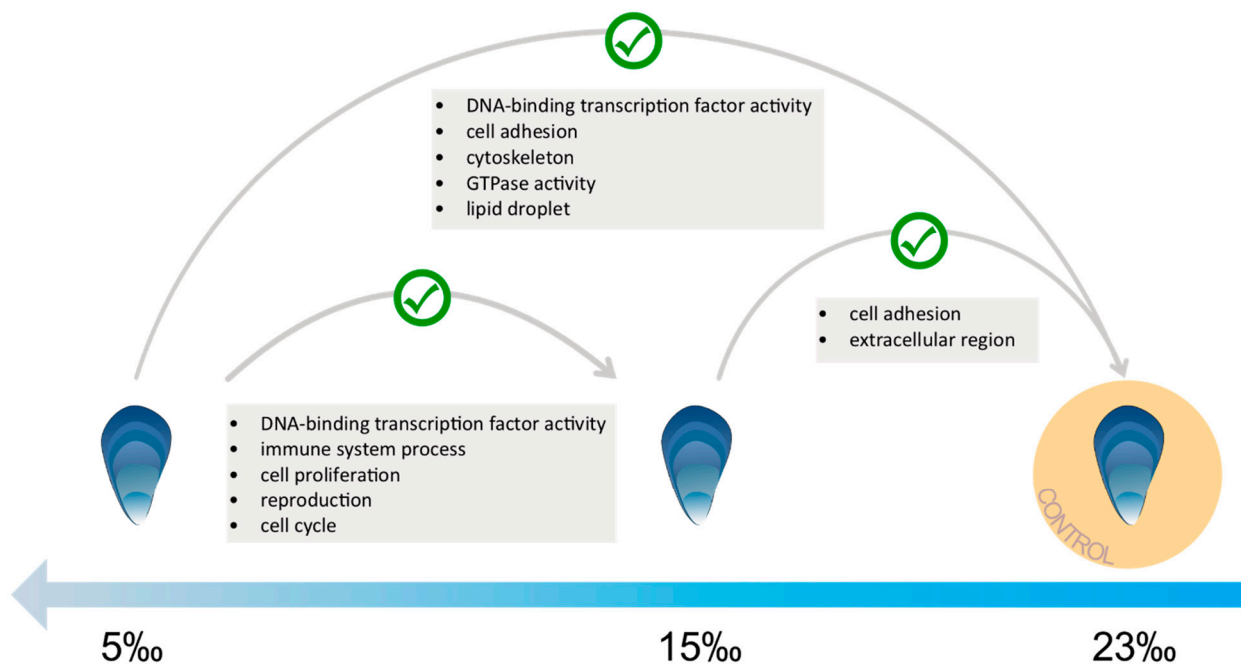 • DNA-binding transcription factor activity
• cell adhesion
• cytoskeleton
• GTPase activity
• lipid droplet
• cell adhesion
• extracellular region
• DNA-binding transcription factor activity
• immune system process
• cell proliferation
• reproduction
• cell cycle
CONTROL
5‰
15‰
23‰